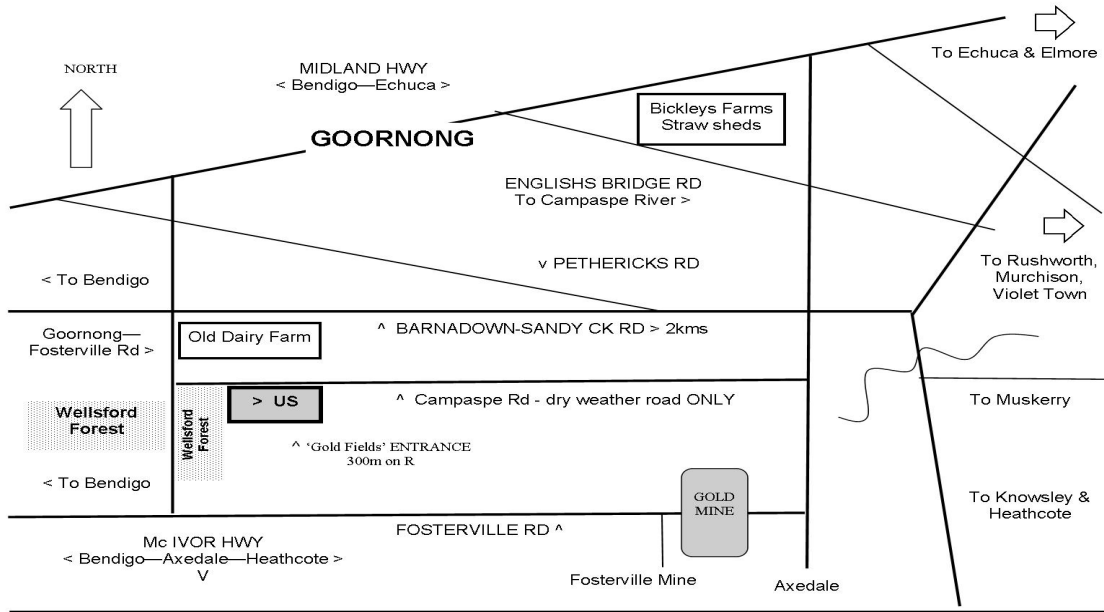 To Echuca & Elmore
NORTH
MIDLAND HWY
< Bendigo—Echuca >
Bickleys Farms
Straw sheds
GOORNONG
ENGLISHS BRIDGE RD
To Campaspe River >
v PETHERICKS RD
To Rushworth,
Murchison,
Violet Town
< To Bendigo
Goornong—
Fosterville Rd >
Old Dairy Farm
^ BARNADOWN-SANDY CK RD > 2kms
> US
^ Campaspe Rd - dry weather road ONLY
To Muskerry
Wellsford
Forest
Wellsford
Forest
^ 'Gold Fields' ENTRANCE
300m on R
< To Bendigo
GOLD
MINE
To Knowsley &
Heathcote
FOSTERVILLE RD ^
Mc IVOR HWY
< Bendigo—Axedale—Heathcote >
V
Fosterville Mine
Axedale